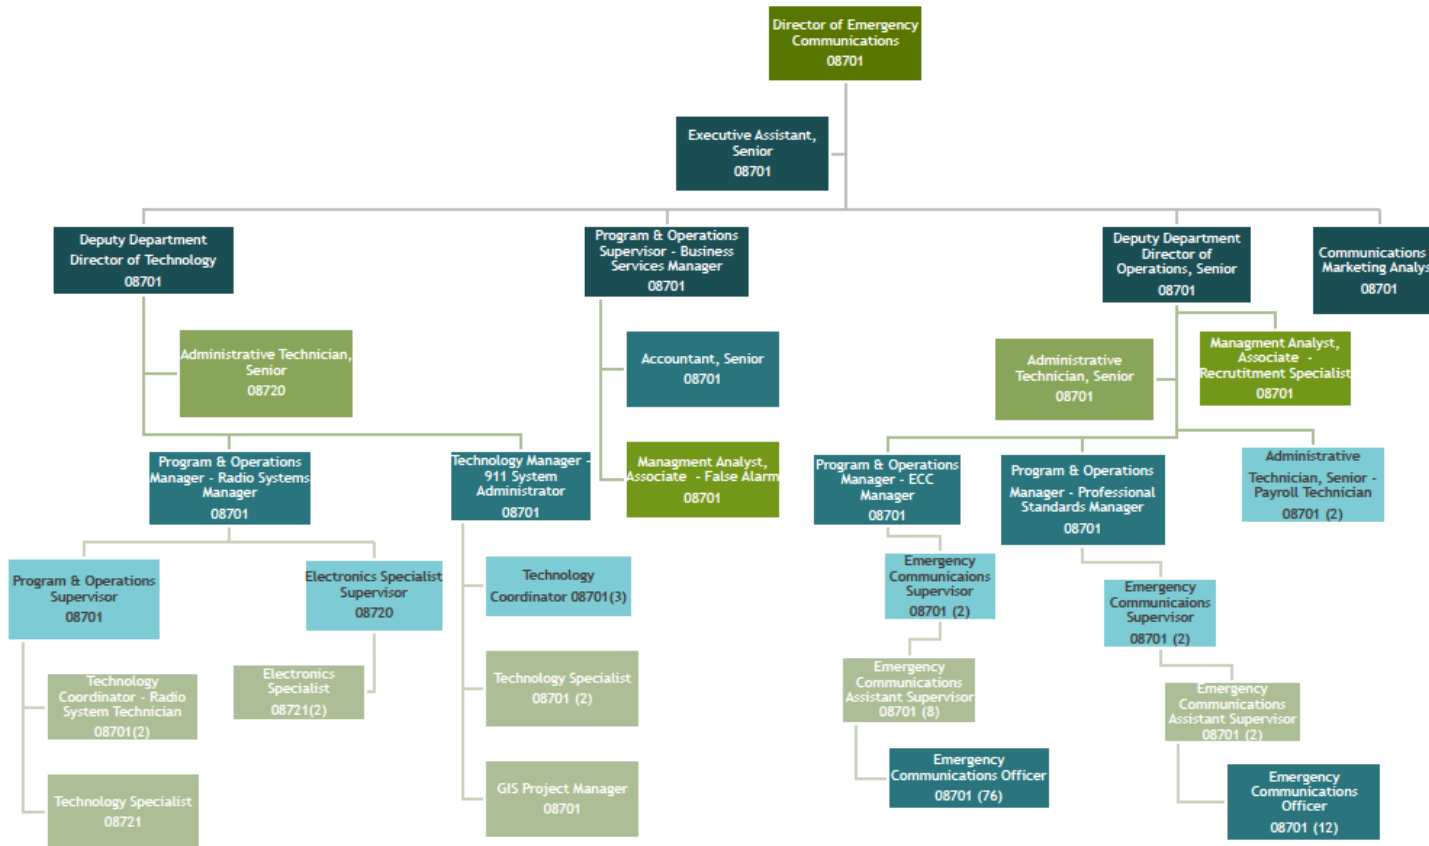 Director of Emergency
Communications
08701
Executive Assistant,
Senior
08701
Deputy Department
Director of Technology
08701
Program & Operations
Supervisor - Business
Services Manager
08701
Deputy Department
Director of
Operations, Senior
08701
Communications
Marketing Analys
08701
Administrative Technician,
Senior
08720
Accountant, Senior
08701
Administrative
Technician, Senior
08701
Managment Analyst,
Associate -
Recrutitment Specialist
08701
Program & Operations
Manager - Radio Systems
Manager
08701
Technology Manager -
911 System
Administrator
08701
Managment Analyst,
Associate - False Alarm
08701
Program & Operations
Manager - ECC
Manager
08701
Program & Operations
Manager - Professional
Standards Manager
08701
Administrative
Technician, Senior -
Payroll Technician
08701 (2)
Program & Operations
Supervisor
08701
Electronics Specialist
Supervisor
08720
Technology
Coordinator 08701(3)
Emergency
Communicaions
Supervisor
08701 (2)
Emergency
Communicaions
Supervisor
08701 (2)
Technology
Coordinator - Radio
System Technician
08701(2)
Electronics
Specialist
08721(2)
Technology Specialist
08701 (2)
Emergency
Communications
Assistant Supervisor
08701 (8)
Emergency
Communications
Assistant Supervisor
08701 (2)
Technology Specialist
08721
GIS Project Manager
08701
Emergency
Communications Officer
08701 (76)
Emergency
Communications
Officer
08701 (12)